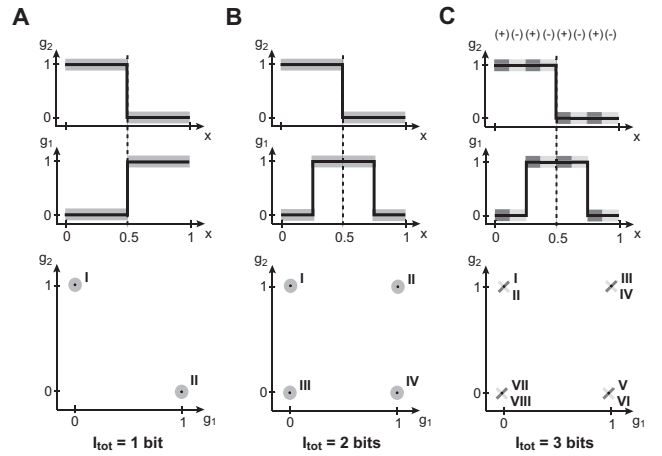 A
B
C
(+)(-)(+)(-)(+)(-)(+)(-)
g2
1
0
x
g2
1
0
x
g2
1
0
x
g1
1
0
0
0.5
1
x
g1
1
0
0
0.5
1
x
g1
1
0
0
0.5
1
x
g2
1
I
0
II
0
1
g1
g2
1
I
II
0
III
IV
0
1
g1
g2
1
I
II
III
IV
0
VII
VIII
V
VI
0
1
g1
Itot = 1 bit
Itot = 2 bits
Itot = 3 bits